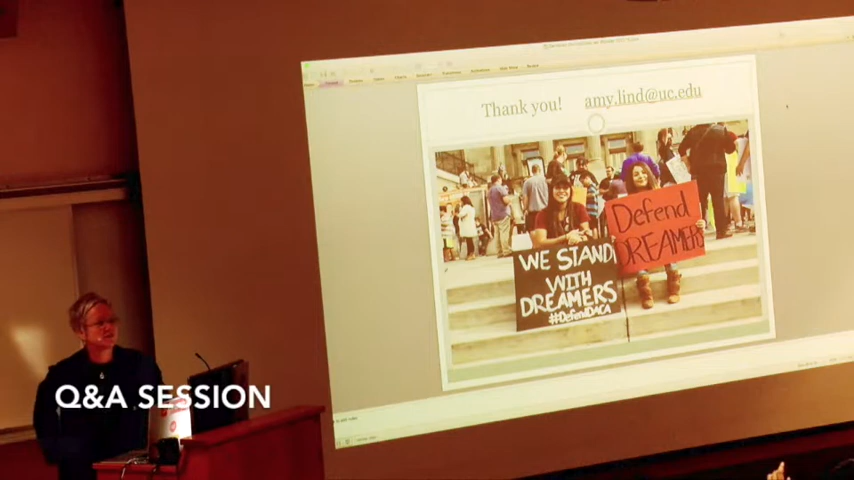 Thank you! amy.lind@uc.edu
WE STAND
WITH
DREAMERS
#DefendDACA
Defend
DREAMERS
Q&A SESSION